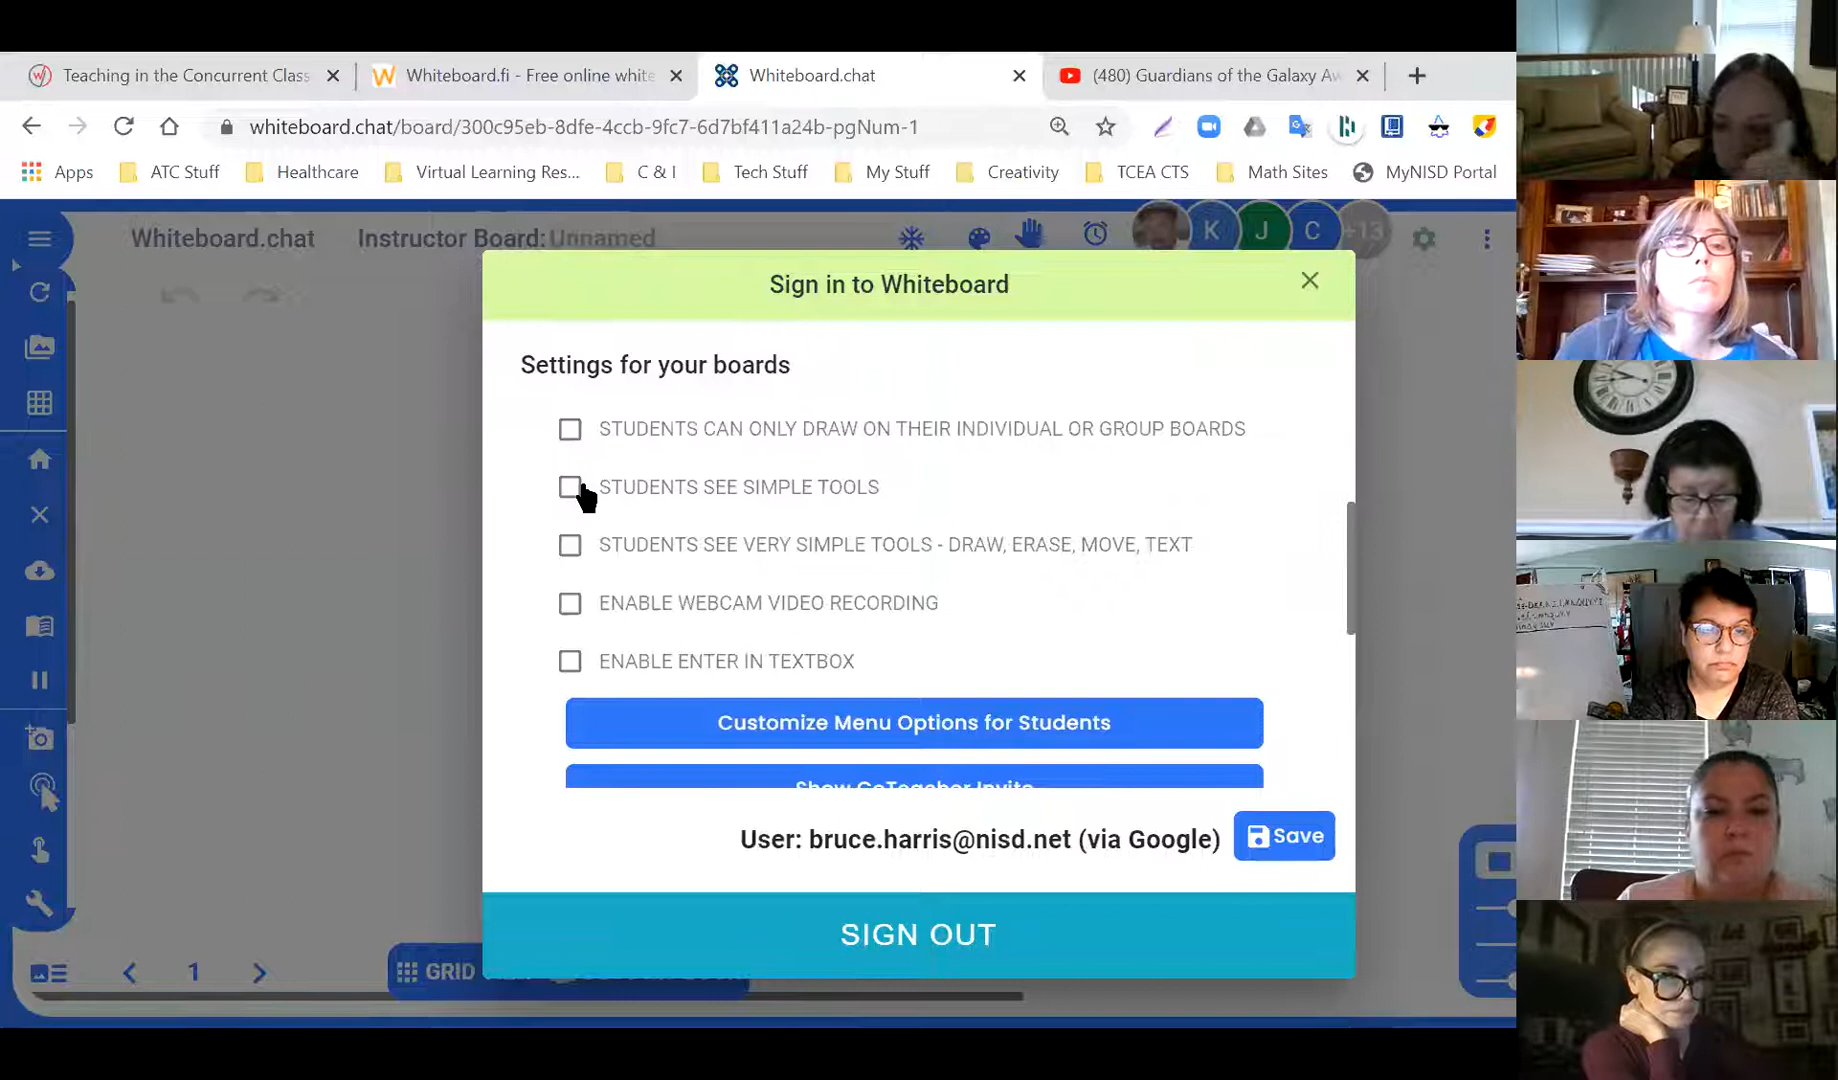 Teaching in the Concurrent Class
Whiteboard.fi - Free online white
Whiteboard.chat
(480) Guardians of the Galaxy Aw
whiteboard.chat/board/300c95eb-8dfe-4ccb-9fc7-6d7bf411a24b-pgNum-1
Apps
ATC Stuff
Healthcare
Virtual Learning Res...
C & I
Tech Stuff
My Stuff
Creativity
TCEA CTS
Math Sites
MyNISD Portal
Whiteboard.chat
Instructor Board: Unnamed
K
J
C
+13
Sign in to Whiteboard
Settings for your boards
STUDENTS CAN ONLY DRAW ON THEIR INDIVIDUAL OR GROUP BOARDS
STUDENTS SEE SIMPLE TOOLS
STUDENTS SEE VERY SIMPLE TOOLS - DRAW, ERASE, MOVE, TEXT
ENABLE WEBCAM VIDEO RECORDING
ENABLE ENTER IN TEXTBOX
Customize Menu Options for Students
Show CoTeacher Invite
User: bruce.harris@nisd.net (via Google)
Save
SIGN OUT
1
GRID